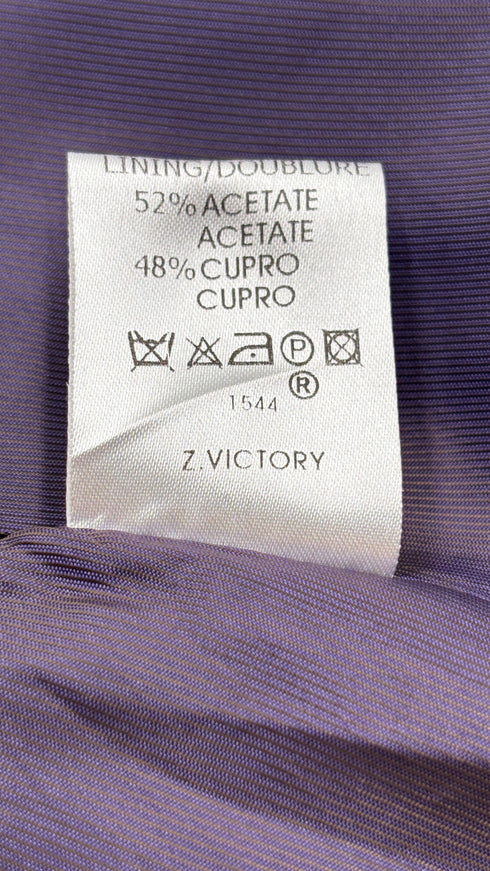 LINING/DOUBLURE
52% ACETATE
ACETATE
48% CUPRO
CUPRO
P
®
1544
Z.VICTORY